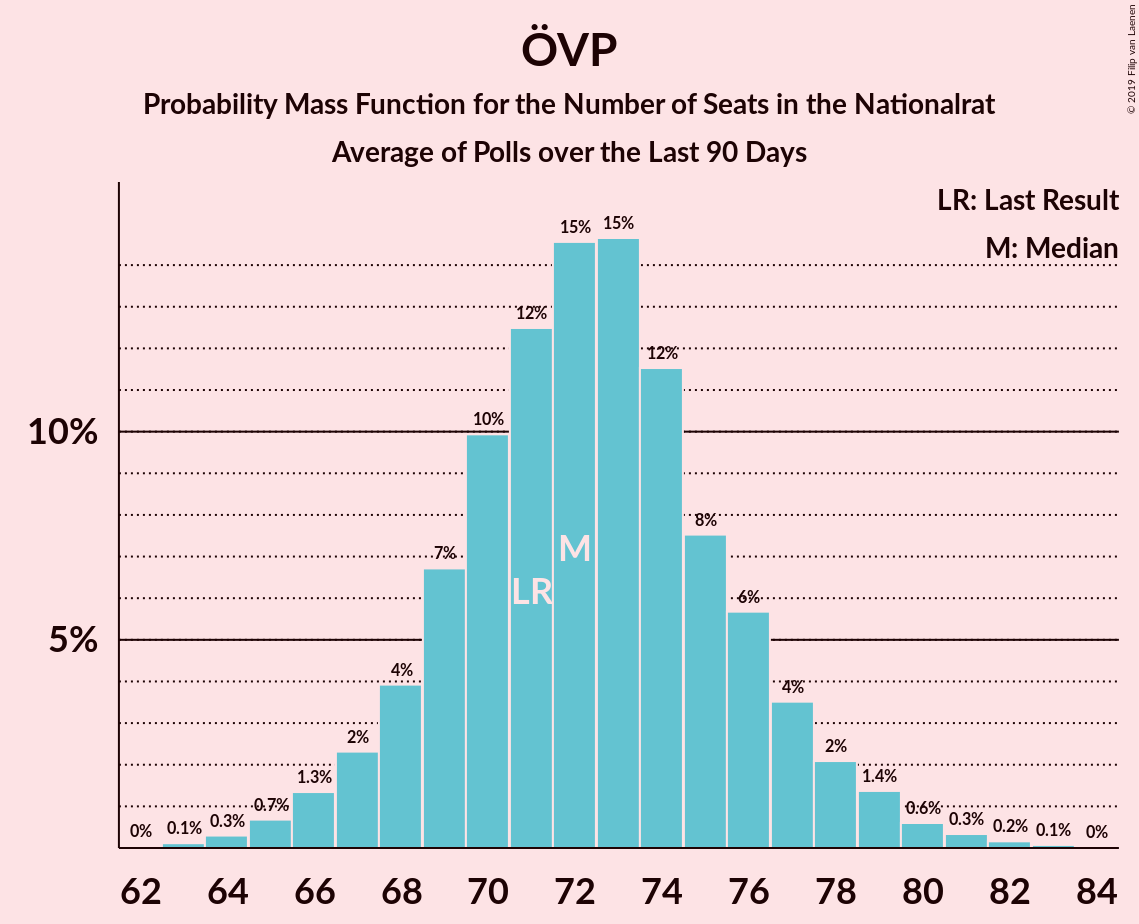 ÖVP
Probability Mass Function for the Number of Seats in the Nationalrat
Average of Polls over the Last 90 Days
© 2019 Filip van Laenen
LR: Last Result
M: Median
10%
5%
0%
0.1%
0.3%
0.7%
1.3%
2%
4%
7%
10%
12%
15%
15%
12%
8%
6%
4%
2%
1.4%
0.6%
0.3%
0.2%
0.1%
0%
M
LR
62 64 66 68 70 72 74 76 78 80 82 84